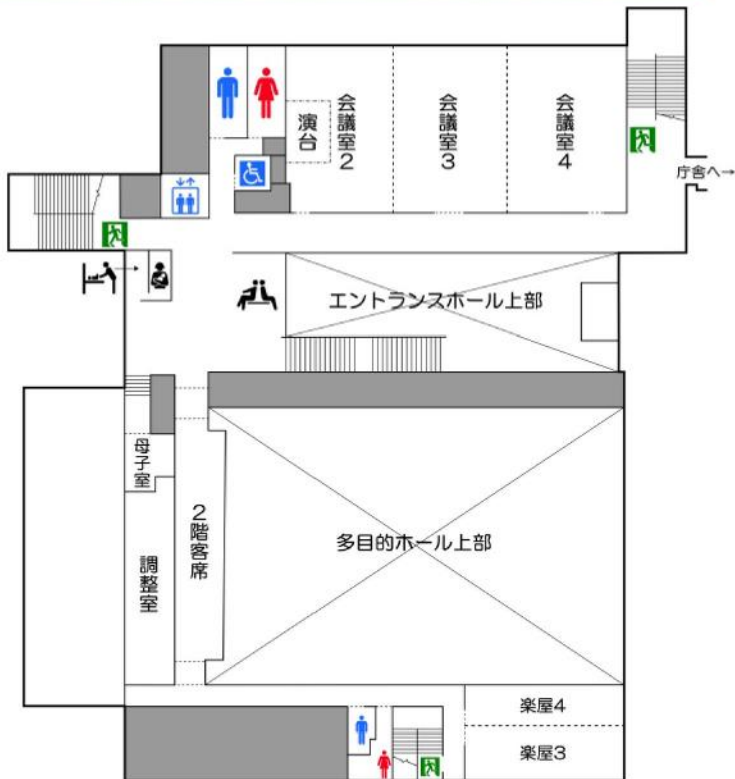 演台
会議室2
会議室3
会議室4
庁舎へ→
エントランスホール上部
母子室
2階客席
調整室
多目的ホール上部
楽屋4
楽屋3